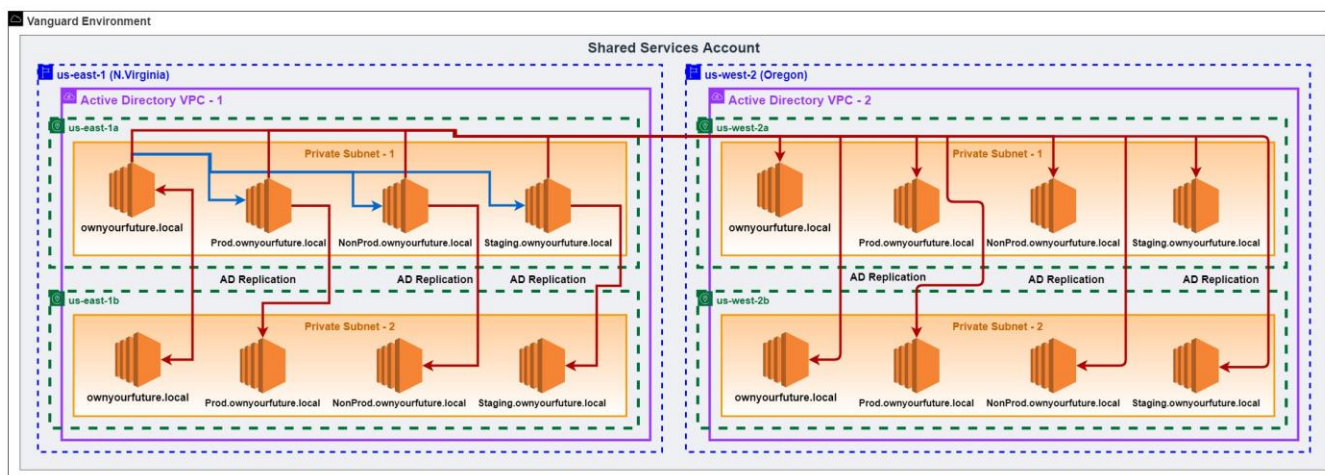 Vanguard Environment
Shared Services Account
us-east-1 (N.Virginia)
Active Directory VPC - 1
us-east-1a
Private Subnet - 1
ownyourfuture.local
Prod.ownyourfuture.local
NonProd.ownyourfuture.local
Staging.ownyourfuture.local
AD Replication
AD Replication
AD Replication
us-east-1b
Private Subnet - 2
ownyourfuture.local
Prod.ownyourfuture.local
NonProd.ownyourfuture.local
Staging.ownyourfuture.local
us-west-2 (Oregon)
Active Directory VPC - 2
us-west-2a
Private Subnet - 1
ownyourfuture.local
Prod.ownyourfuture.local
NonProd.ownyourfuture.local
Staging.ownyourfuture.local
AD Replication
AD Replication
AD Replication
us-west-2b
Private Subnet - 2
ownyourfuture.local
Prod.ownyourfuture.local
NonProd.ownyourfuture.local
Staging.ownyourfuture.local